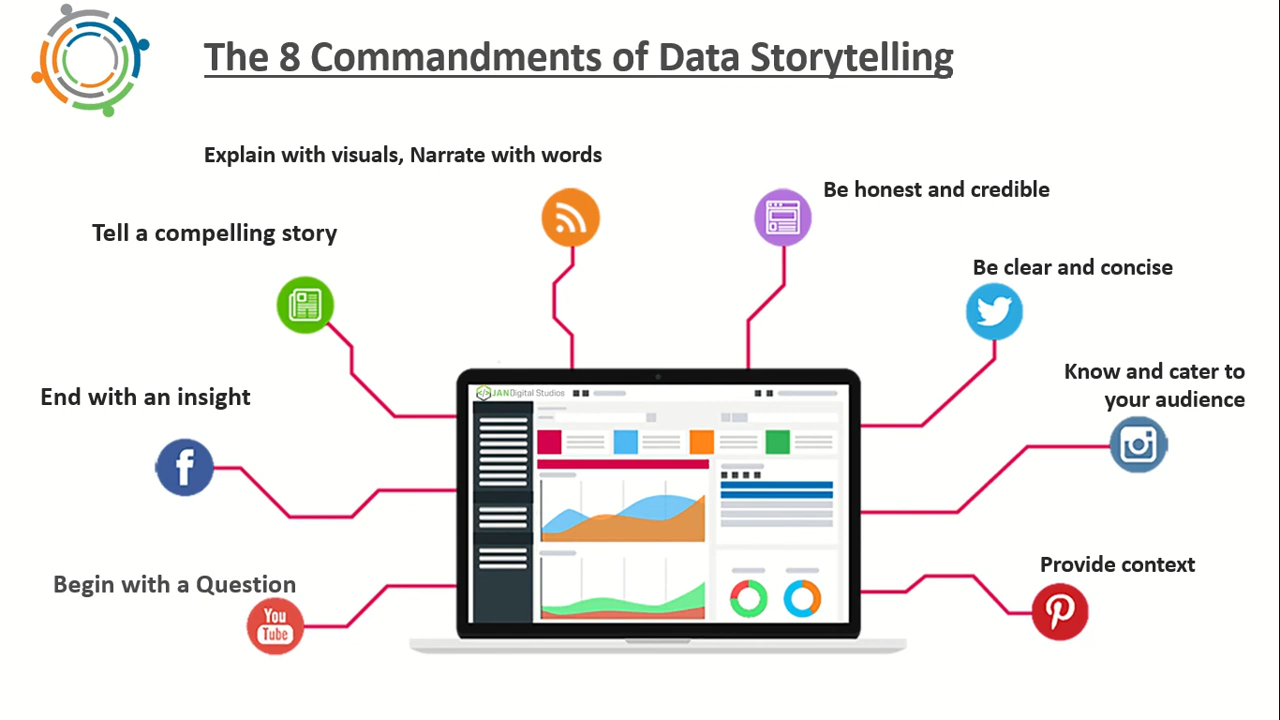 The 8 Commandments of Data Storytelling
Explain with visuals, Narrate with words
Be honest and credible
Tell a compelling story
Be clear and concise
Know and cater to
your audience
End with an insight
JANDigital Studios
f
Provide context
Begin with a Question
You
Tube